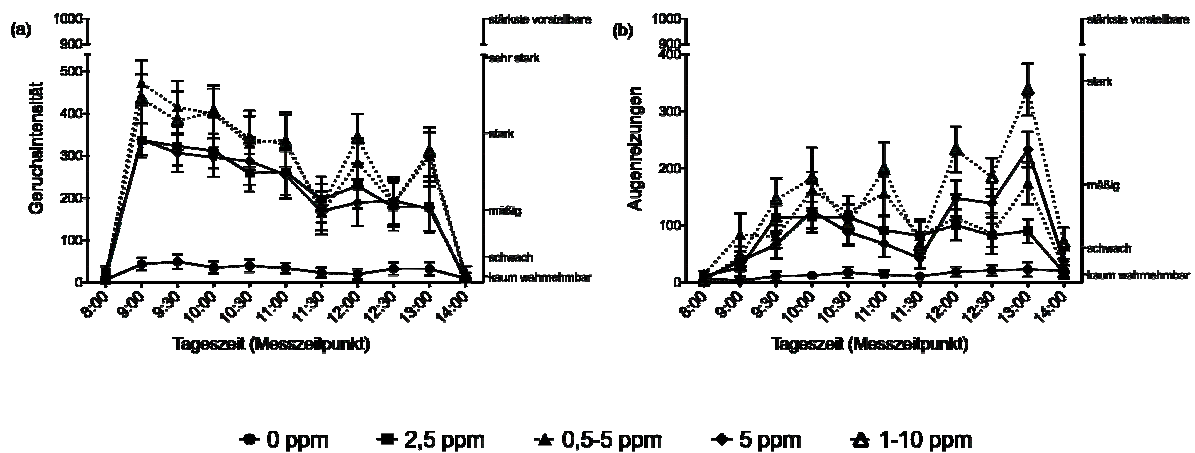 (a)
1000
900
500
400
300
200
100
0
Geruchsintensität
stärkste vorstellbare
sehr stark
stark
mäßig
schwach
kaum wahrnehmbar
8:00 9:00 9:30 10:00 10:30 11:00 11:30 12:00 12:30 13:00 14:00
Tageszeit (Messzeitpunkt)
(b)
1000
900
400
300
200
100
0
Augenreizungen
stärkste vorstellbare
stark
mäßig
schwach
kaum wahrnehmbar
8:00 9:00 9:30 10:00 10:30 11:00 11:30 12:00 12:30 13:00 14:00
Tageszeit (Messzeitpunkt)
0 ppm 2,5 ppm 0,5-5 ppm 5 ppm 1-10 ppm